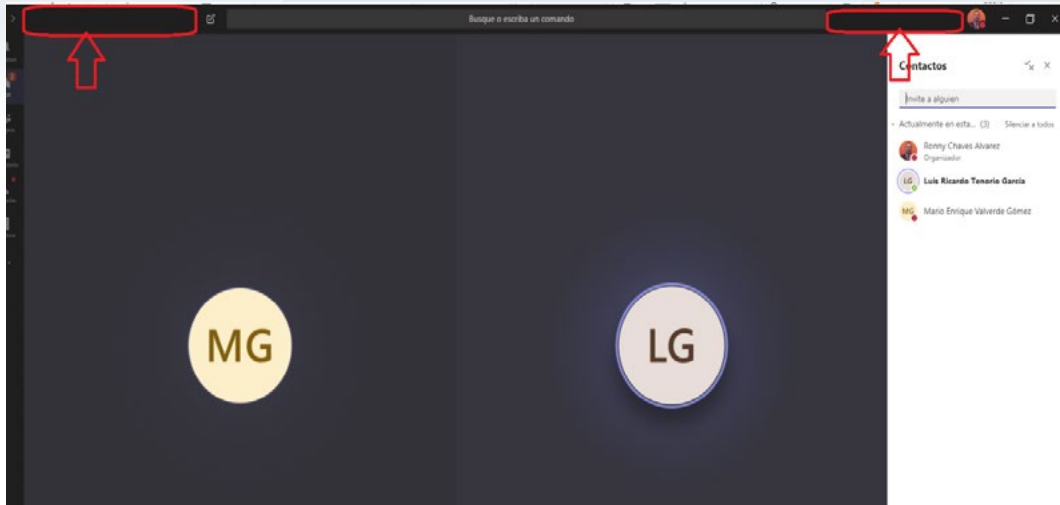 Busque o escriba un comando
Contactos
Invite a alguien
Actualmente en esta... (3) Silenciar a todos
Ronny Chaves Alvarez
Organizador
LG Luis Ricardo Tenorio García
MG Mario Enrique Valverde Gómez
MG
LG